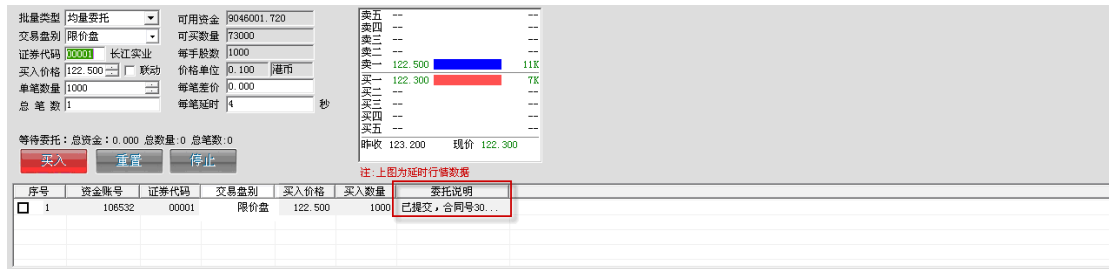 批量类型 均量委托 可用资金 9046001.720
交易盘别 限价盘 可买数量 73000
证券代码 00001 长江实业 每手股数 1000
买入价格 122.500 联动 价格单位 0.100 港币
单笔数量 1000 每笔差价 0.000
总 笔 数 1 每笔延时 4 秒
等待委托：总资金：0.000 总数量:0 总笔数:0
买入 重置 停止
卖五 -- --
卖四 -- --
卖三 -- --
卖二 -- --
卖一 122.500 11K
买一 122.300 7K
买二 -- --
买三 -- --
买四 -- --
买五 -- --
昨收 123.200 现价 122.300
注:上图为延时行情数据
序号 资金账号 证券代码 交易盘别 买入价格 买入数量 委托说明
1 106532 00001 限价盘 122.500 1000 已提交，合同号30...